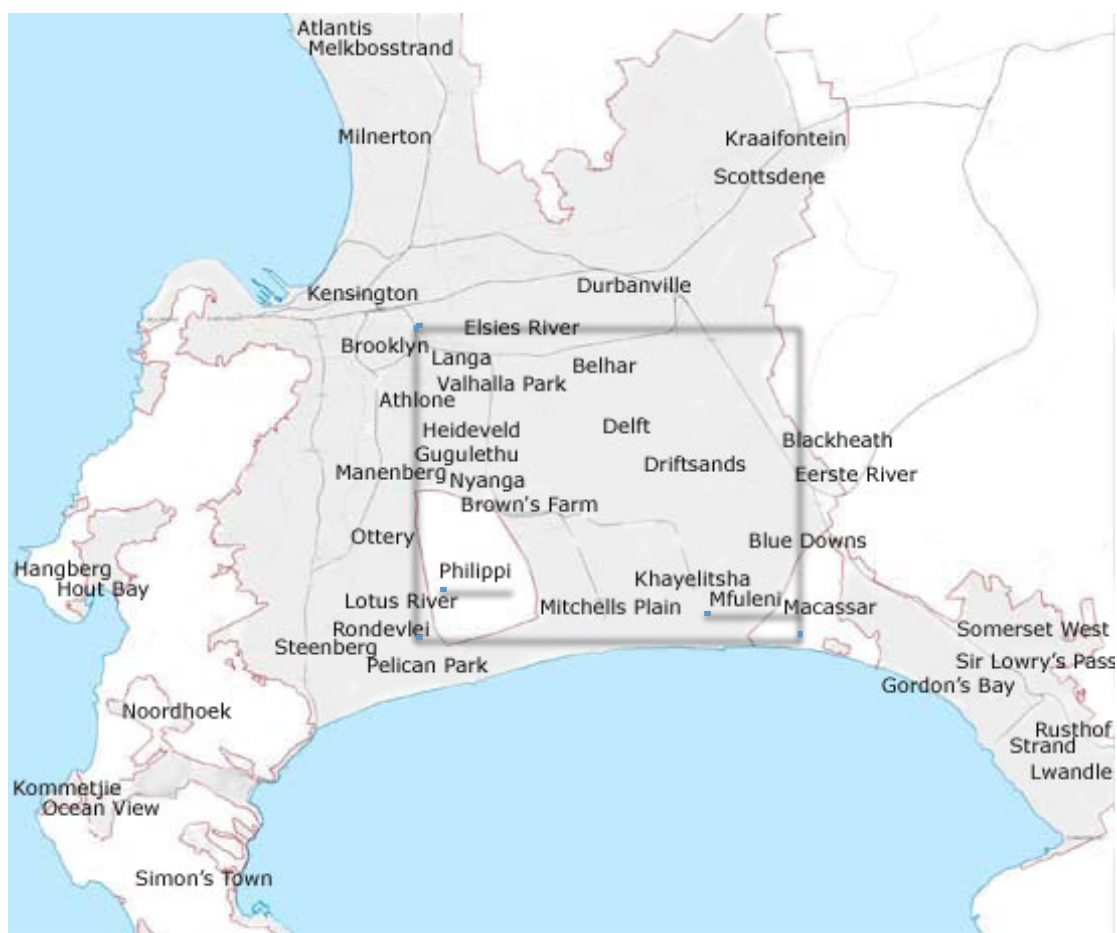 Atlantis
Melkbosstrand
Milnerton
Kraaifontein
Scottsdene
Durbanville
Kensington
Elsies River
Brooklyn
Langa
Belhar
Valhalla Park
Athlone
Delft
Heideveld
Blackheath
Gugulethu
Driftsands
Manenberg
Eerste River
Nyanga
Brown's Farm
Ottery
Blue Downs
Hangberg
Philippi
Khayelitsha
Hout Bay
Lotus River
Mfuleni
Mitchells Plain
Macassar
Rondevlei
Somerset West
Steenberg
Pelican Park
Sir Lowry's Pass
Gordon's Bay
Noordhoek
Rusthof
Strand
Lwandle
Kommetjie
Ocean View
Simon's Town